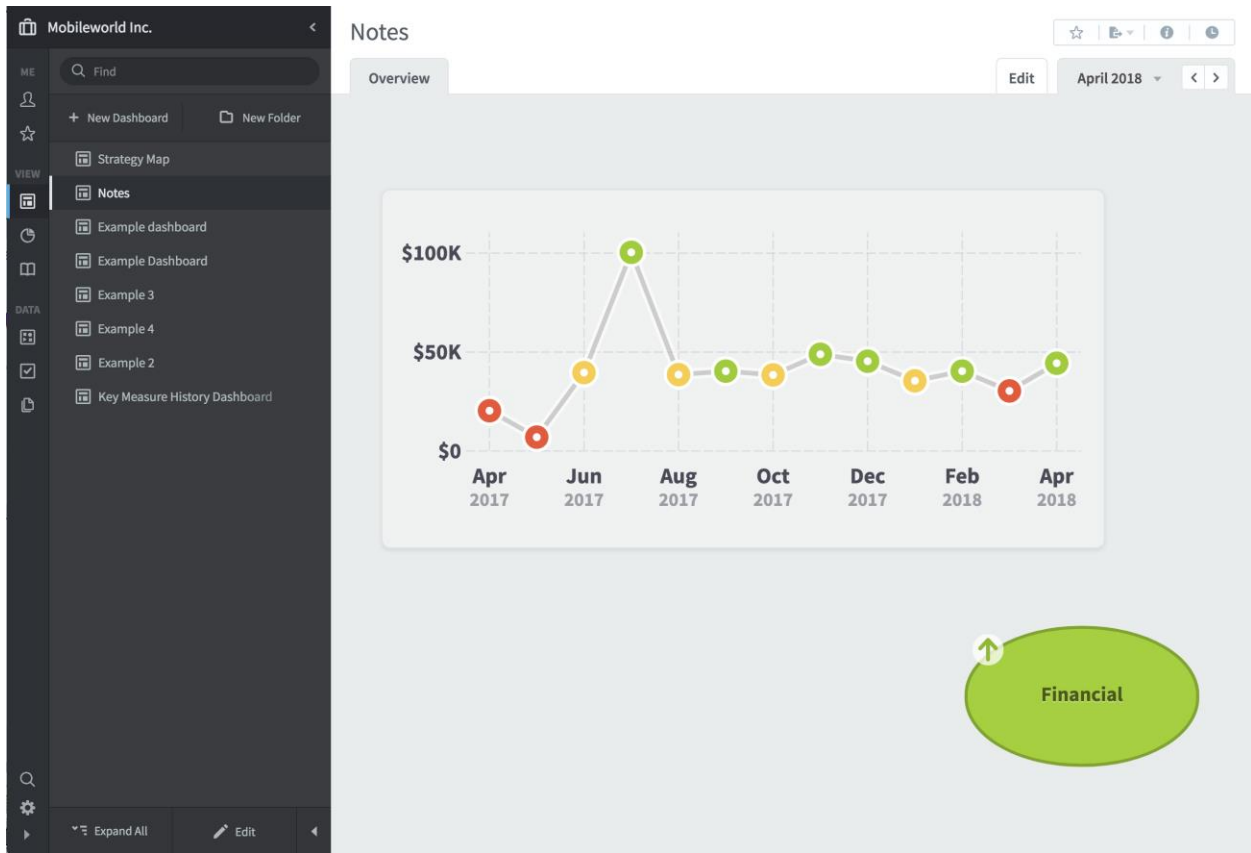 Mobileworld Inc.
Notes
ME
Find
Overview
Edit
April 2018
+ New Dashboard
New Folder
Strategy Map
VIEW
Notes
Example dashboard
Example Dashboard
Example 3
DATA
Example 4
Example 2
Key Measure History Dashboard
$100K
$50K
$0
Apr Jun Aug Oct Dec Feb Apr
2017 2017 2017 2017 2017 2018 2018
Financial
Expand All
Edit